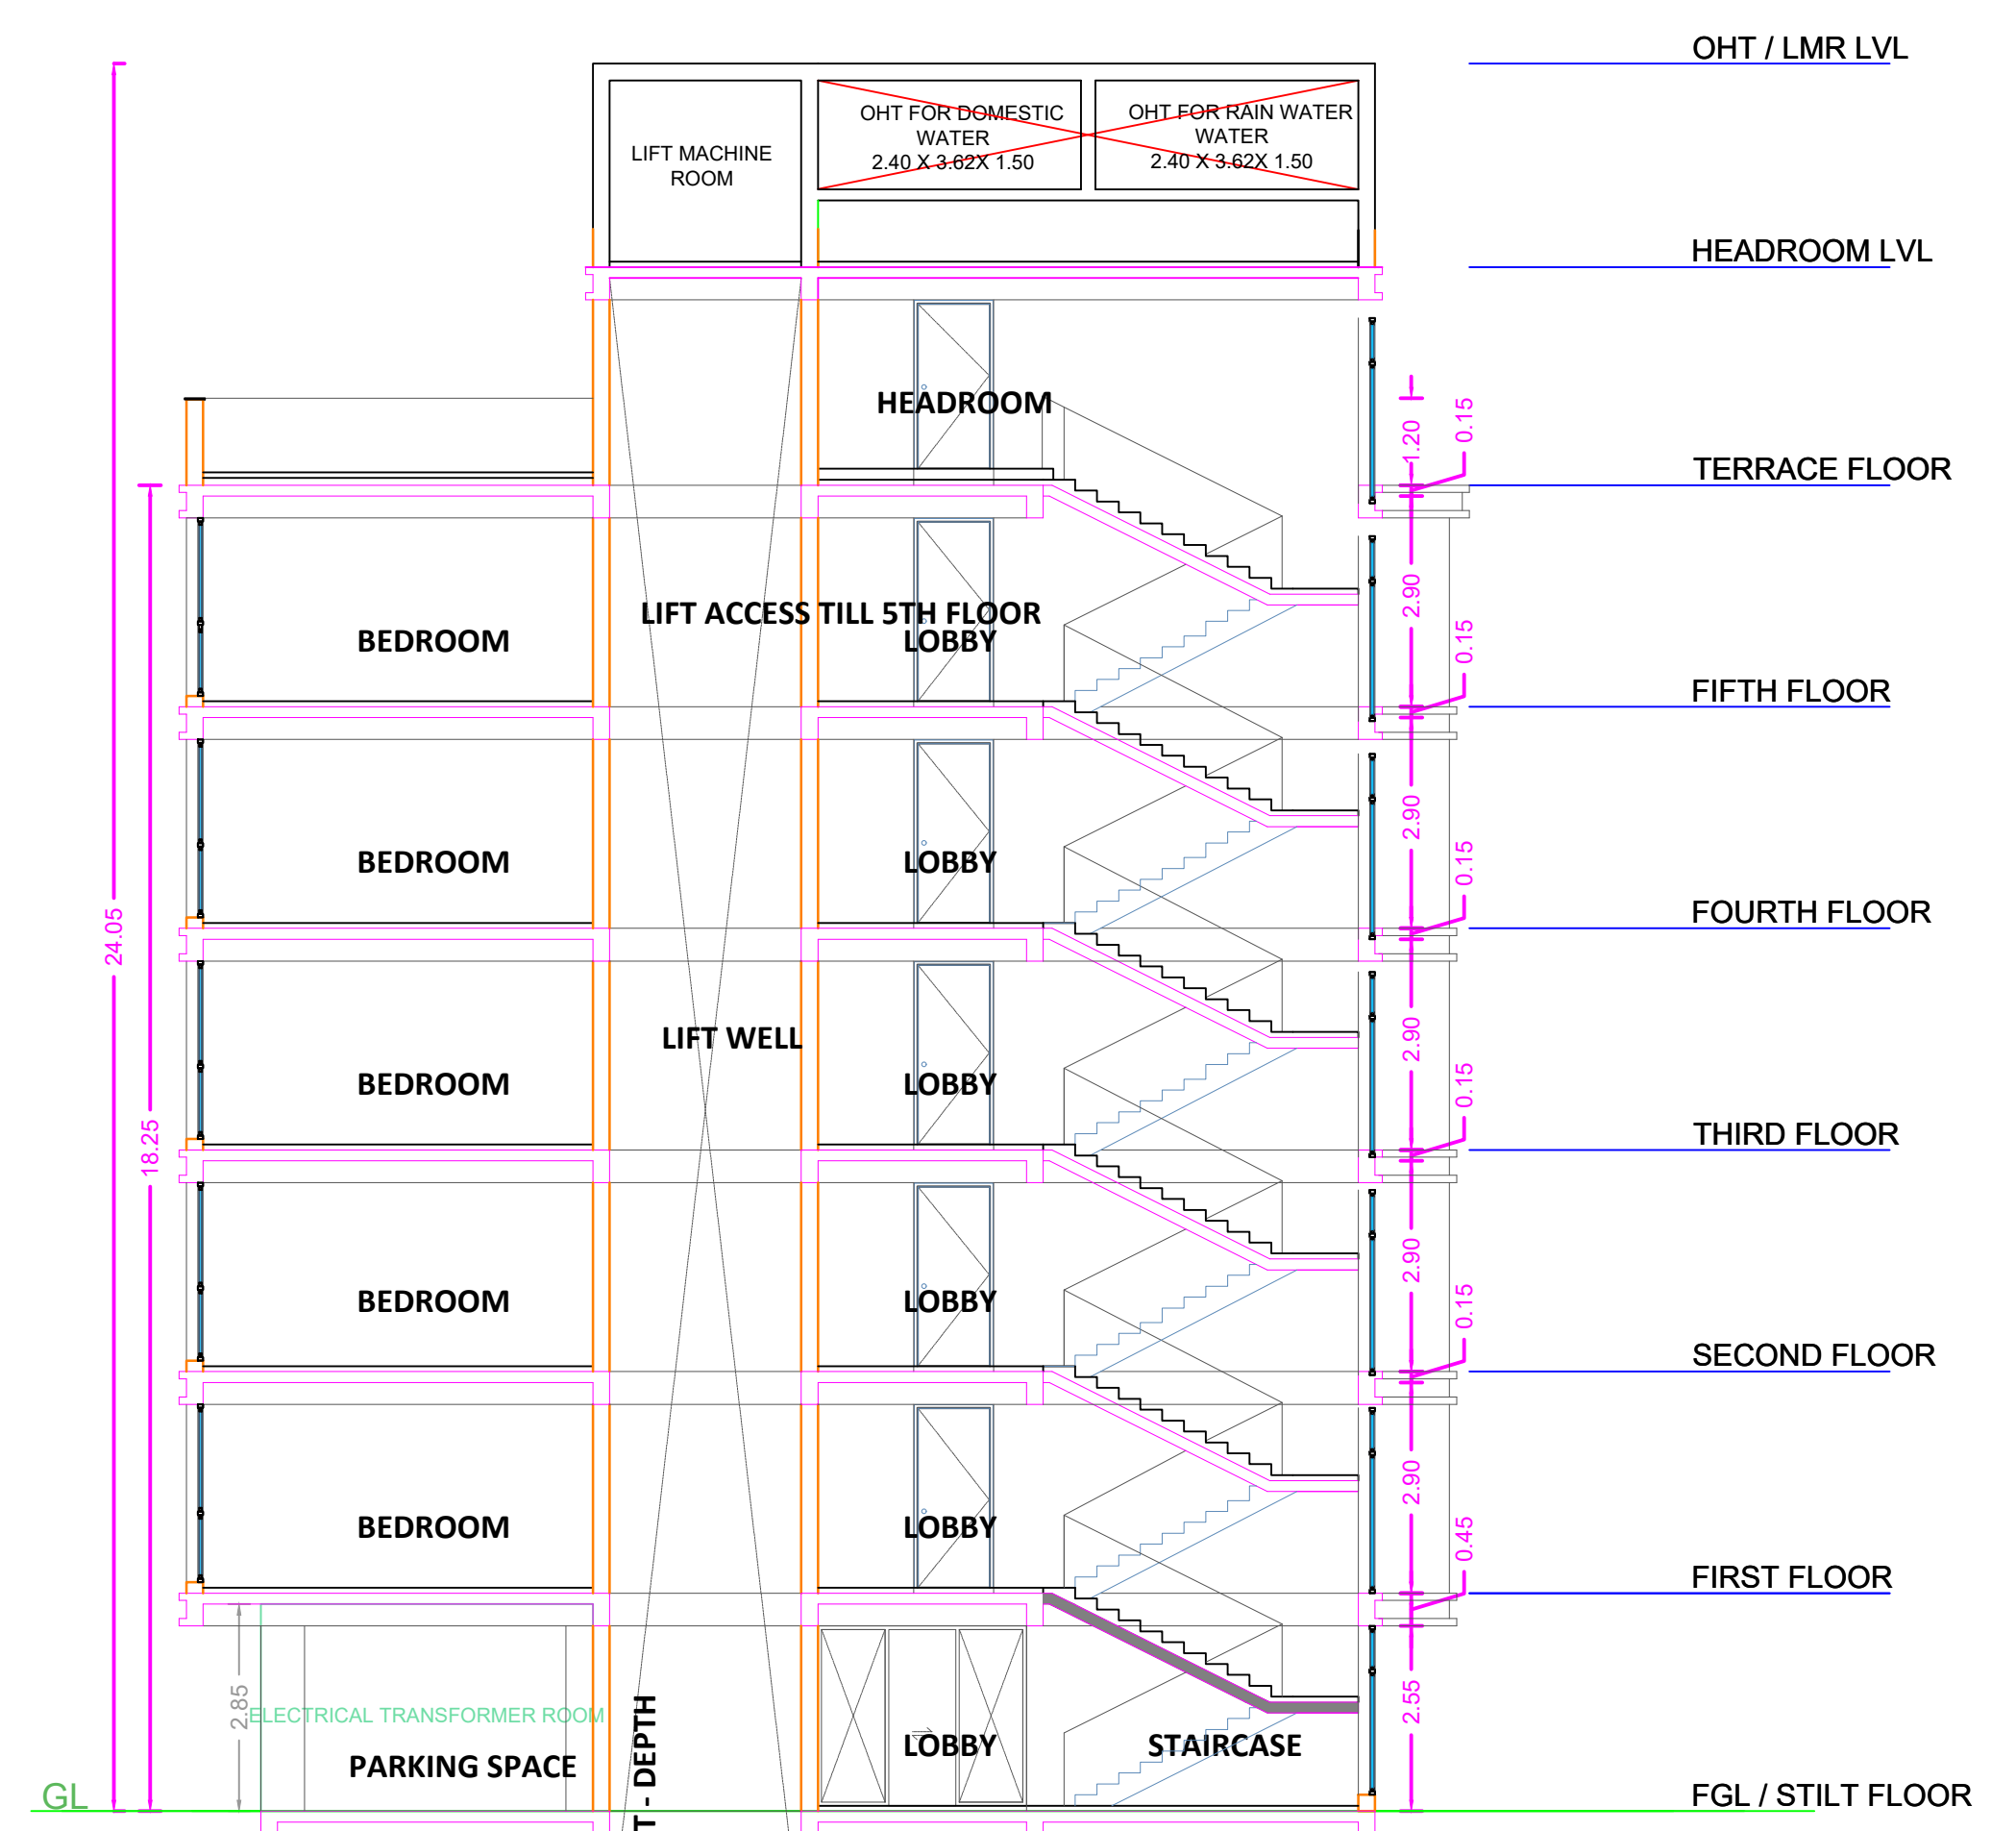 OHT / LMR LVL
OHT FOR DOMESTIC
WATER
2.40 X 3.62X 1.50
OHT FOR RAIN WATER
WATER
2.40 X 3.62X 1.50
LIFT MACHINE
ROOM
HEADROOM LVL
HEADROOM
1.20
0.15
TERRACE FLOOR
2.90
LIFT ACCESS TILL 5TH FLOOR
BEDROOM
LOBBY
0.15
FIFTH FLOOR
2.90
BEDROOM
LOBBY
0.15
FOURTH FLOOR
24.05
2.90
LIFT WELL
BEDROOM
LOBBY
0.15
THIRD FLOOR
18.25
2.90
BEDROOM
LOBBY
0.15
SECOND FLOOR
2.90
BEDROOM
LOBBY
0.45
FIRST FLOOR
2.85
ELECTRICAL TRANSFORMER ROOM
2.55
PARKING SPACE
T - DEPTH
LOBBY
STAIRCASE
GL
FGL / STILT FLOOR